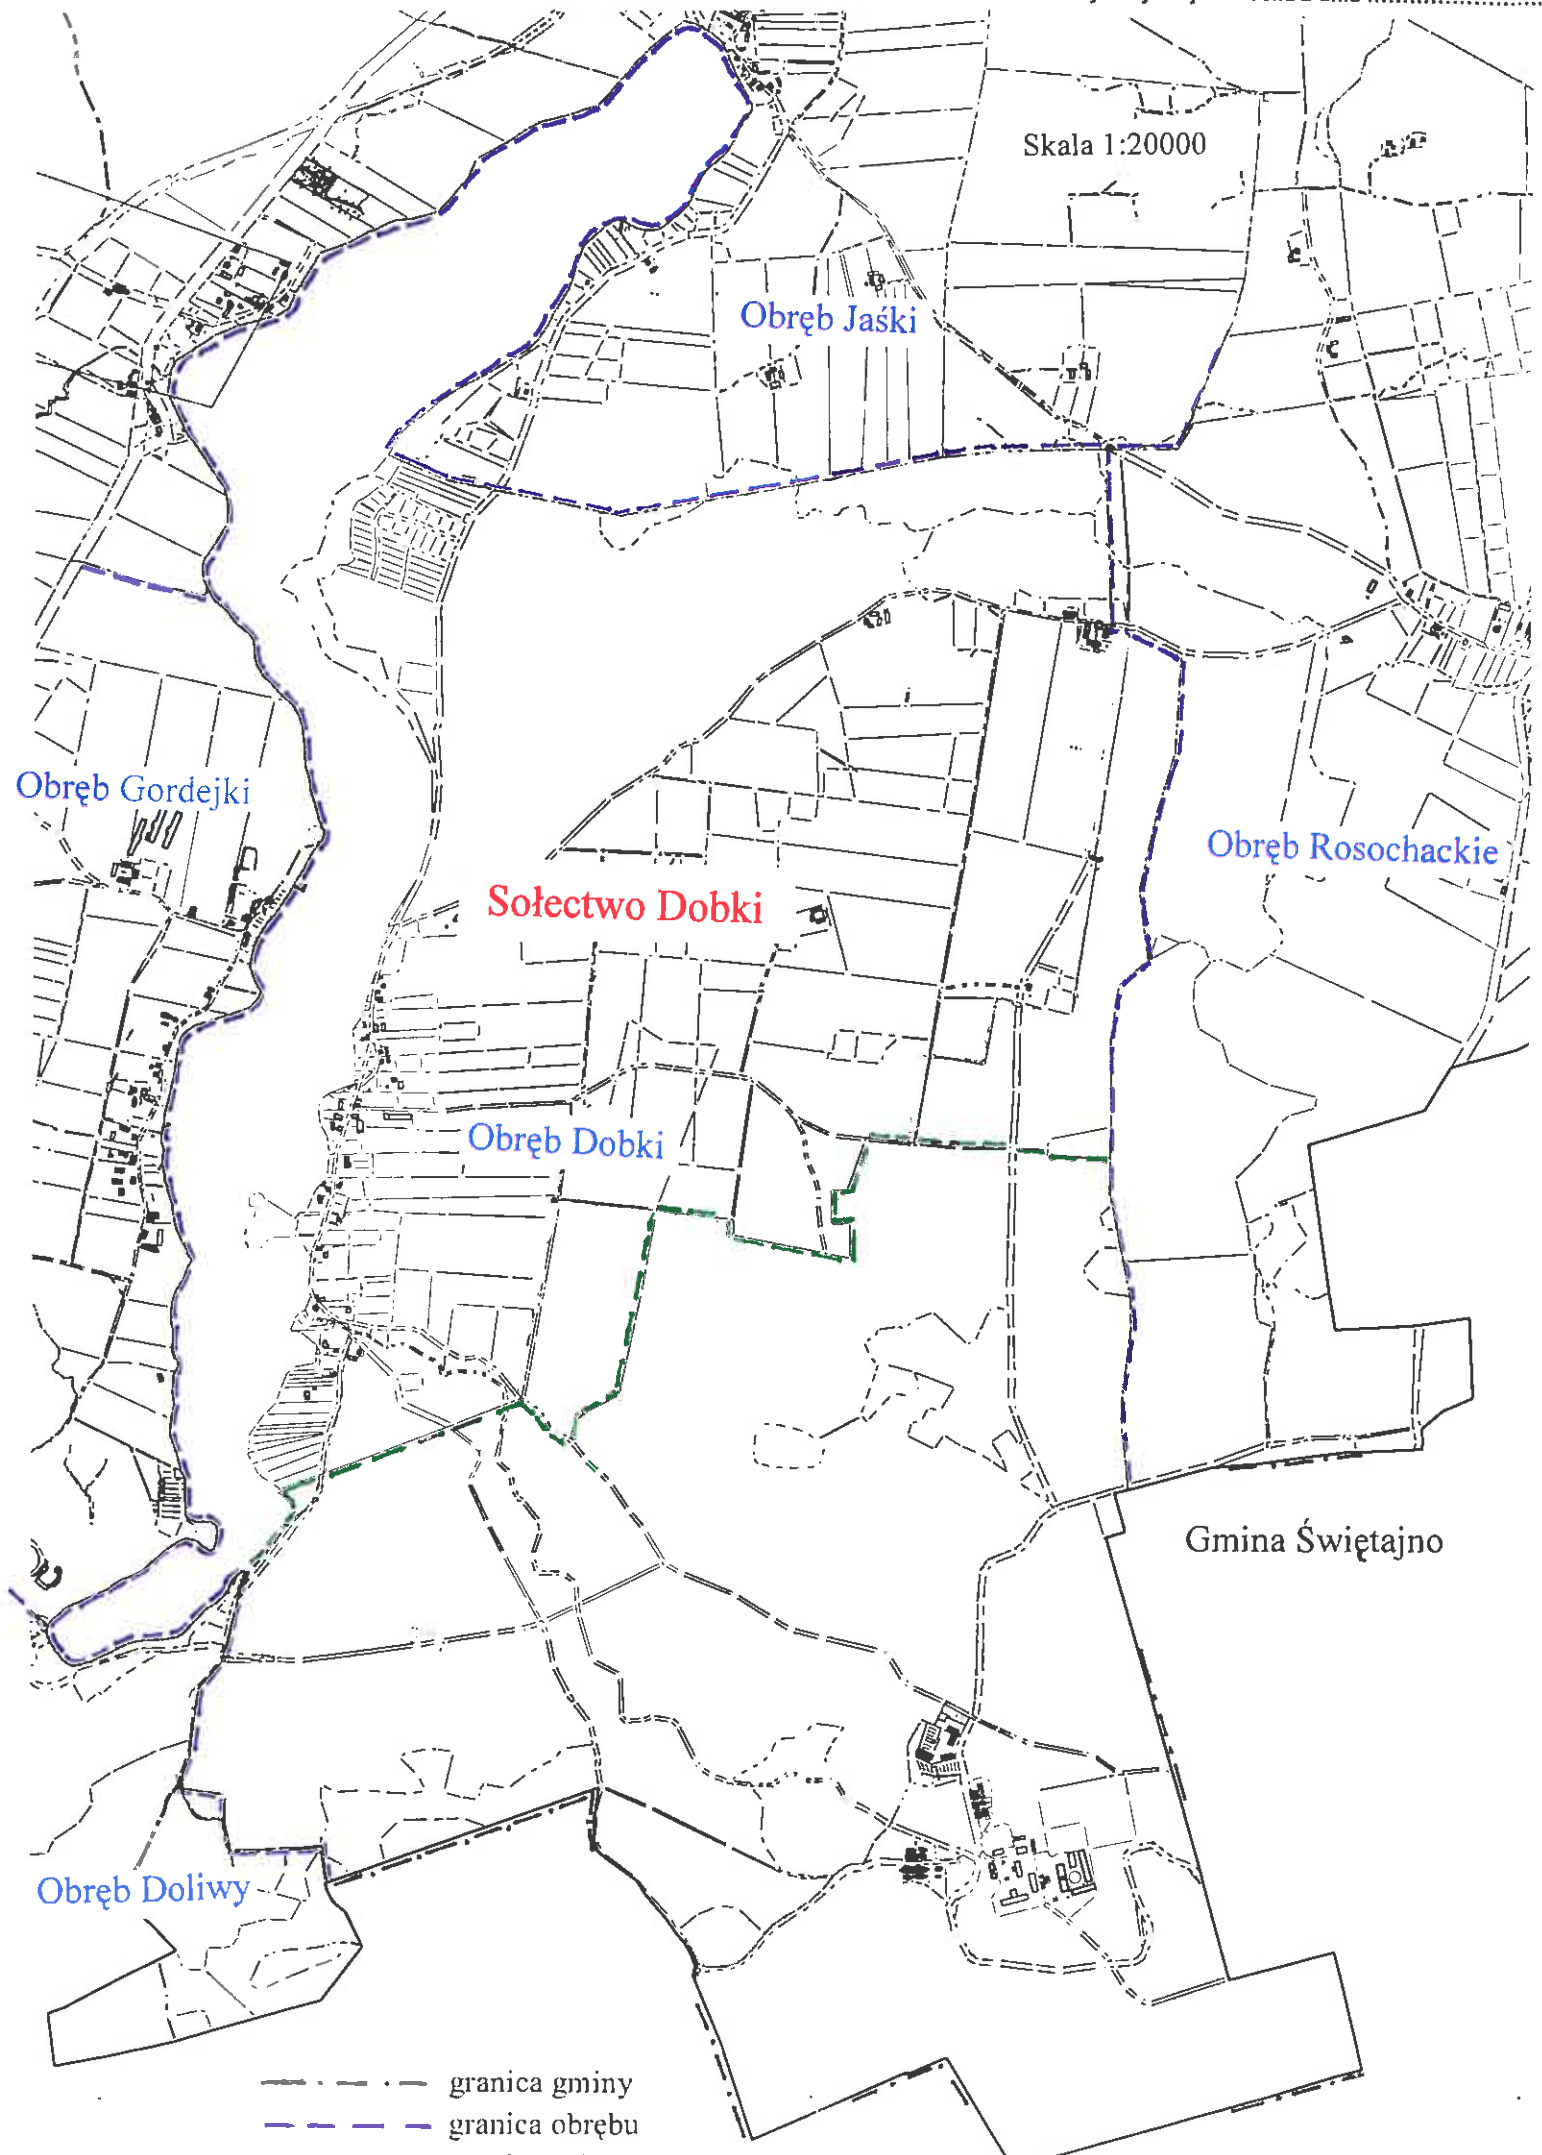 Skala 1:20000
Obręb Jaśki
Obręb Gordejki
Obręb Rosochackie
Sołectwo Dobki
Obręb Dobki
Gmina Świętajno
Obręb Doliwy
granica gminy
granica obrębu